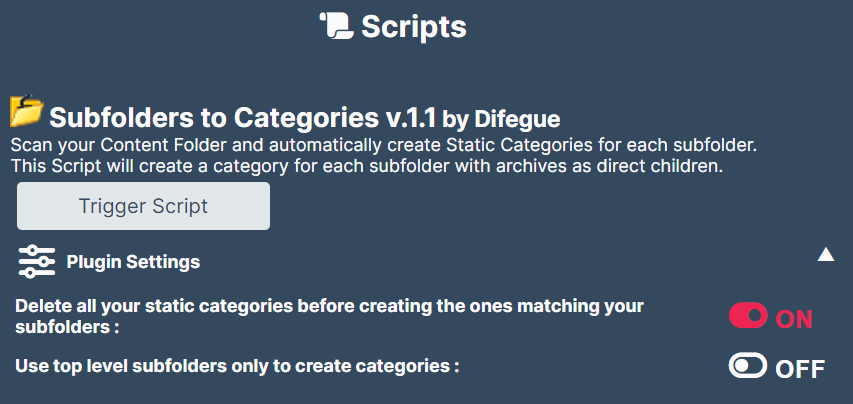 Scripts
Subfolders to Categories v.1.1 by Difegue
Scan your Content Folder and automatically create Static Categories for each subfolder.
This Script will create a category for each subfolder with archives as direct children.
Trigger Script
Plugin Settings
Delete all your static categories before creating the ones matching your
subfolders :
ON
Use top level subfolders only to create categories :
OFF